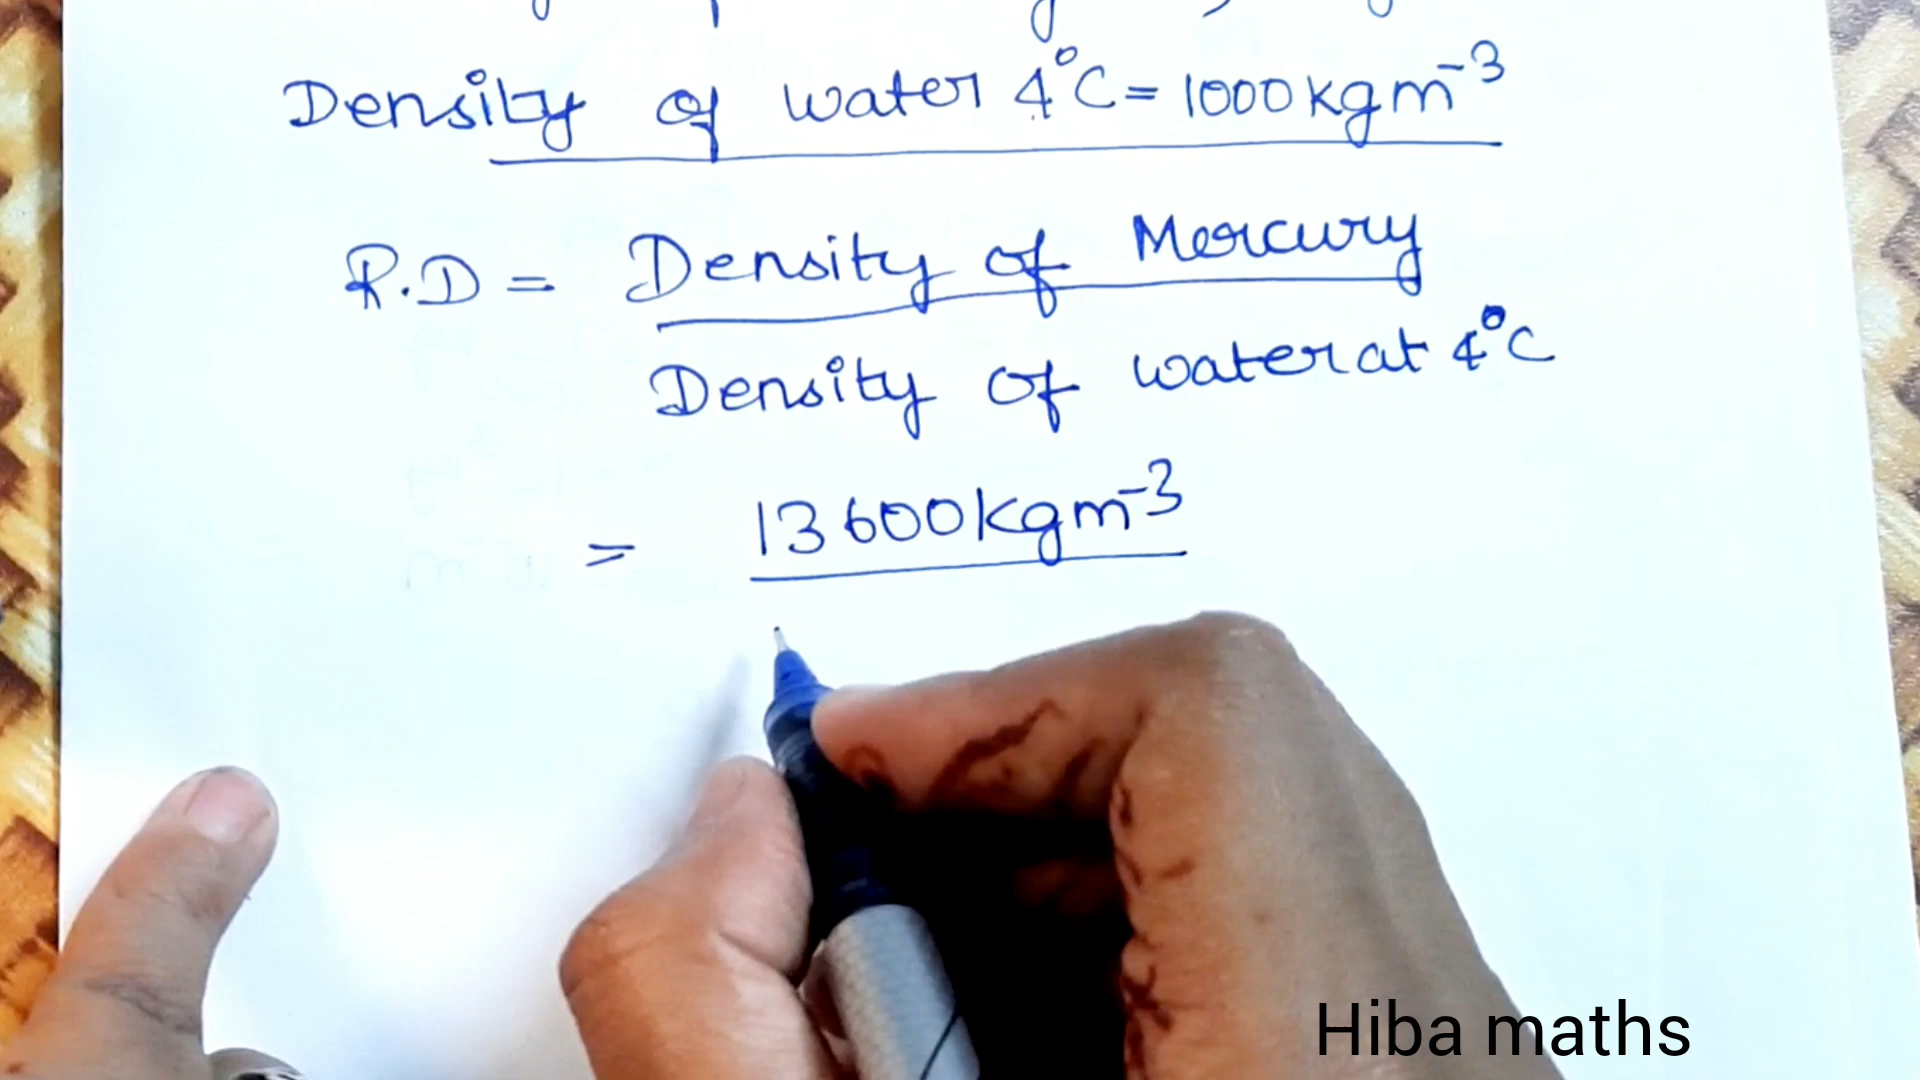 Density of water 4°C = 1000 kgm⁻³
R.D = Density of Mercury
Density of water at 4°C
= 13600 kgm⁻³
Hiba maths